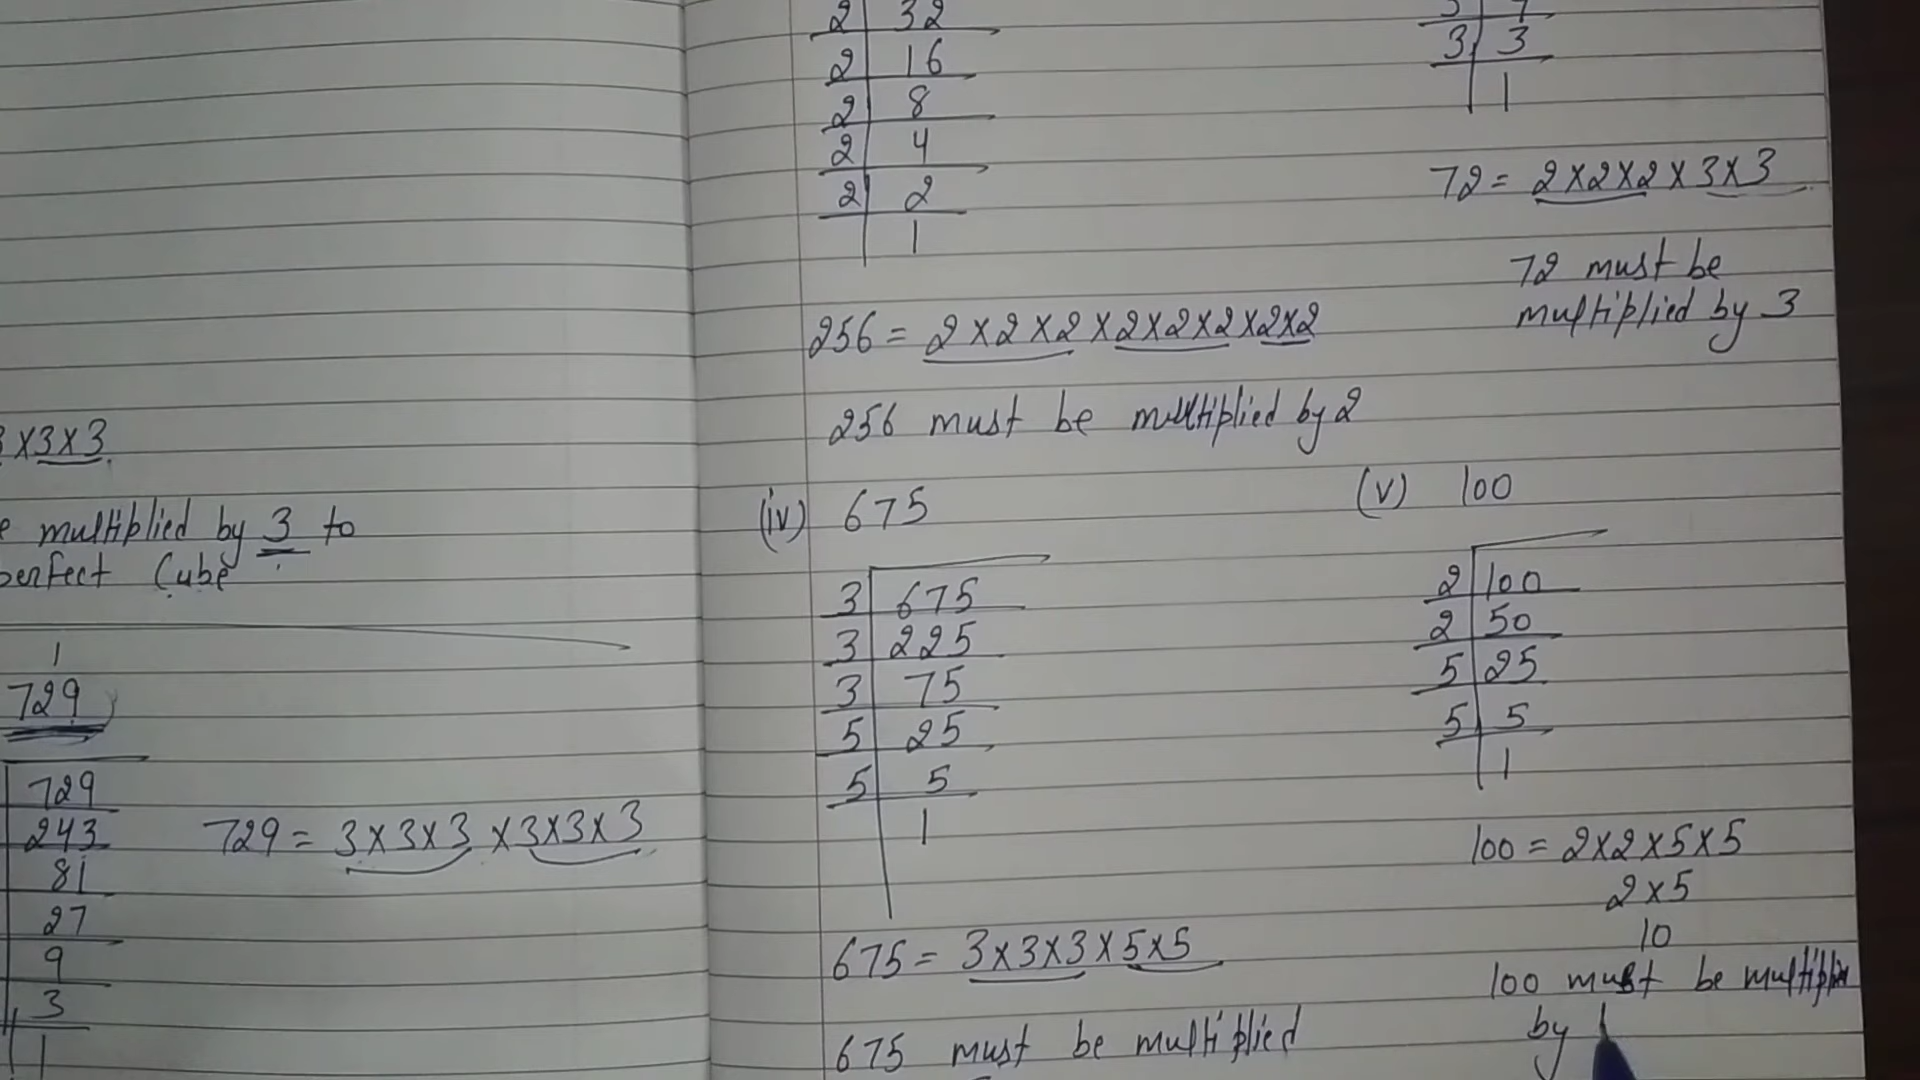 ×3×3
multiplied by 3 to
perfect Cube
1
729
729
243
81
27
9
3
1
729 = 3×3×3 ×3×3×3
2 32
2 16
2 8
2 4
2 2
1
256 = 2×2×2×2×2×2×2×2
256 must be multiplied by 2
(iv) 675
3 675
3 225
3 75
5 25
5 5
1
675 = 3×3×3×5×5
675 must be multiplied
3 3
1
72 = 2×2×2×3×3
72 must be
multiplied by 3
(v) 100
2 100
2 50
5 25
5 5
1
100 = 2×2×5×5
2×5
10
100 must be
by 1